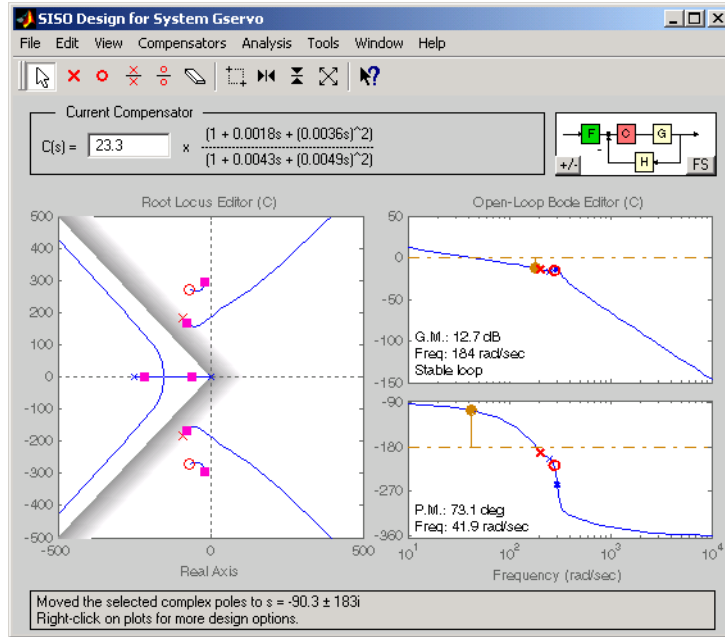 SISO Design for System Gservo
File Edit View Compensators Analysis Tools Window Help
Current Compensator
C(s) = 23.3 x (1 + 0.0018s + (0.0036s)^2)
(1 + 0.0043s + (0.0049s)^2)
F C G
H
+/- FS
Root Locus Editor (C)
500
400
300
200
100
0
-100
-200
-300
-400
-500
-500 0 500
Real Axis
Open-Loop Bode Editor (C)
50
0
-50
-100
-150
G.M.: 12.7 dB
Freq: 184 rad/sec
Stable loop
-90
-180
-270
-360
P.M.: 73.1 deg
Freq: 41.9 rad/sec
10^1 10^2 10^3 10^4
Frequency (rad/sec)
Moved the selected complex poles to s = -90.3 ± 183i
Right-click on plots for more design options.